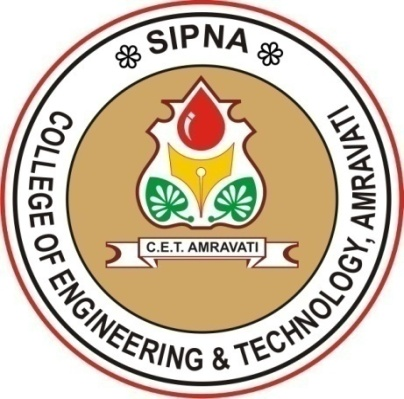 SIPNA
COLLEGE OF ENGINEERING & TECHNOLOGY, AMRAVATI
C.E.T. AMRAVATI